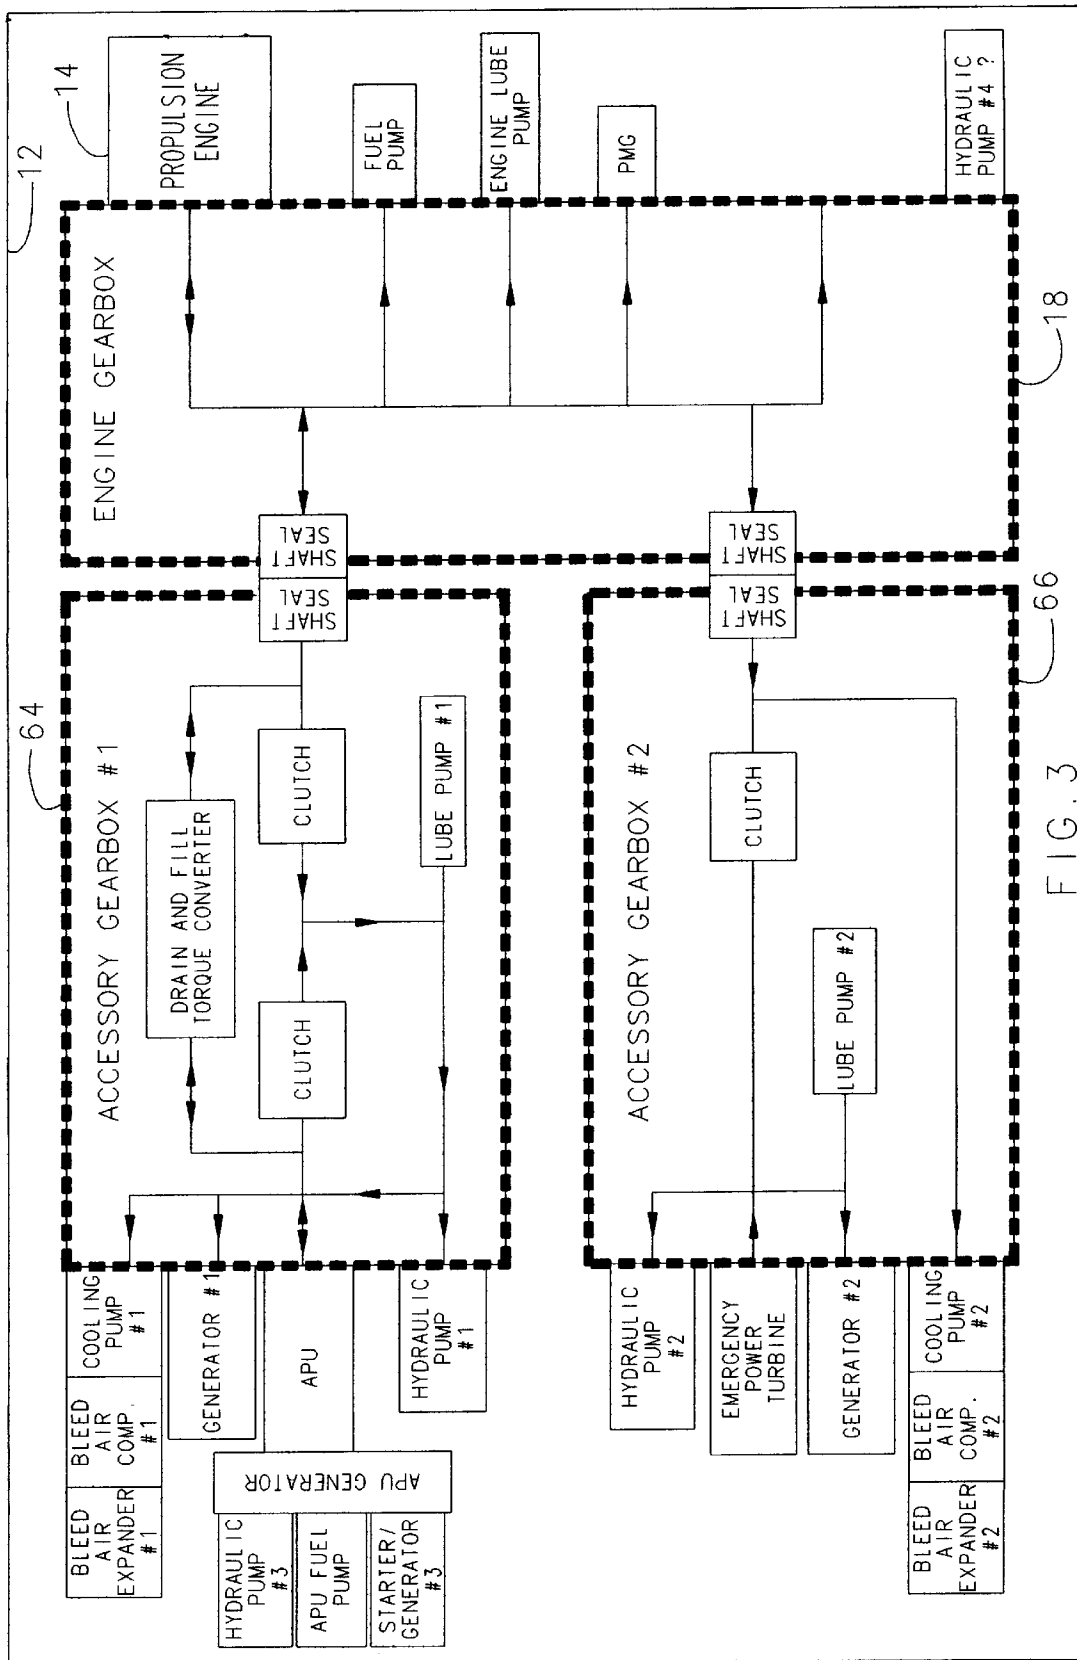 12
14
PROPULSION
ENGINE
FUEL
PUMP
ENGINE LUBE
PUMP
PMG
HYDRAULIC
PUMP #4 ?
ENGINE GEARBOX
18
SHAFT
SEAL
SHAFT
SEAL
SHAFT
SEAL
SHAFT
SEAL
64
ACCESSORY GEARBOX #1
DRAIN AND FILL
TORQUE CONVERTER
CLUTCH
CLUTCH
LUBE PUMP #1
66
ACCESSORY GEARBOX #2
CLUTCH
LUBE PUMP #2
COOLING
PUMP
#1
BLEED
AIR
COMP.
#1
BLEED
AIR
EXPANDER
#1
GENERATOR #1
APU
APU GENERATOR
HYDRAULIC
PUMP
#3
APU FUEL
PUMP
STARTER/
GENERATOR
#3
HYDRAULIC
PUMP
#1
HYDRAULIC
PUMP
#2
EMERGENCY
POWER
TURBINE
GENERATOR #2
COOLING
PUMP
#2
BLEED
AIR
COMP.
#2
BLEED
AIR
EXPANDER
#2
FIG. 3